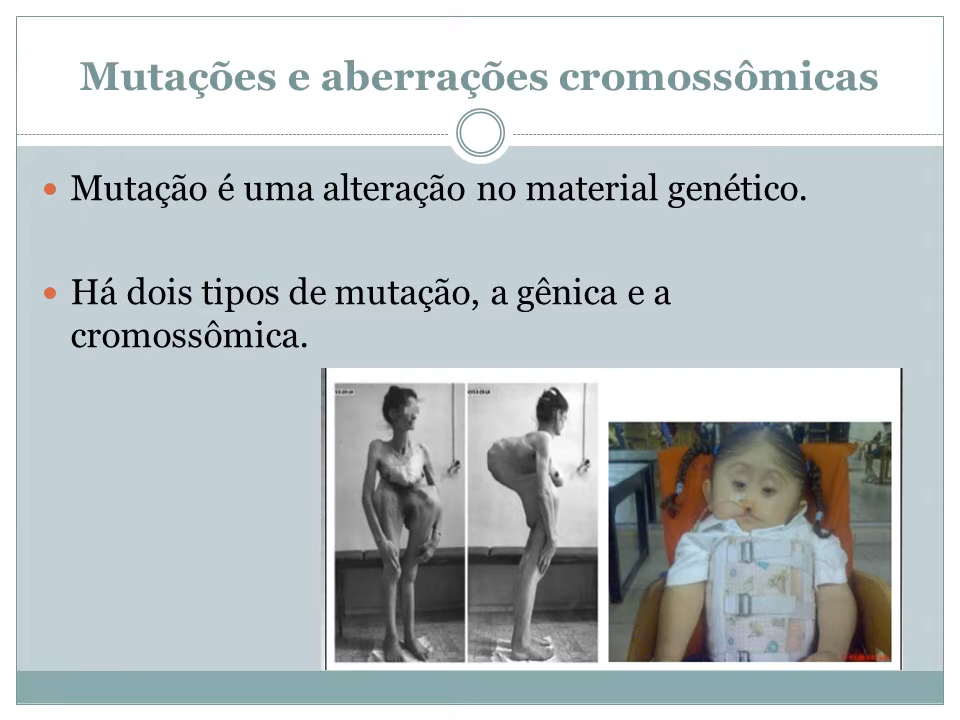 Mutações e aberrações cromossômicas
Mutação é uma alteração no material genético.
Há dois tipos de mutação, a gênica e a
cromossômica.